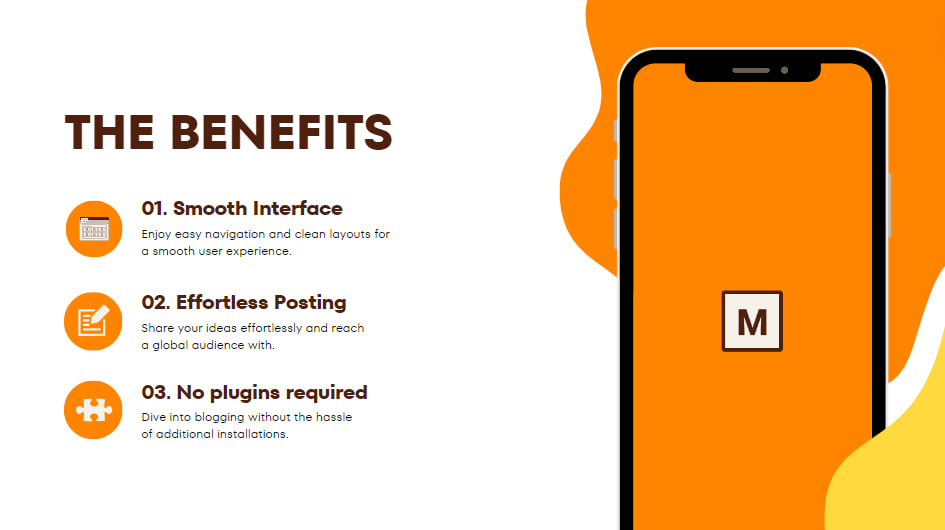 THE BENEFITS
01. Smooth Interface
Enjoy easy navigation and clean layouts for
a smooth user experience.
02. Effortless Posting
Share your ideas effortlessly and reach
a global audience with.
03. No plugins required
Dive into blogging without the hassle
of additional installations.
M